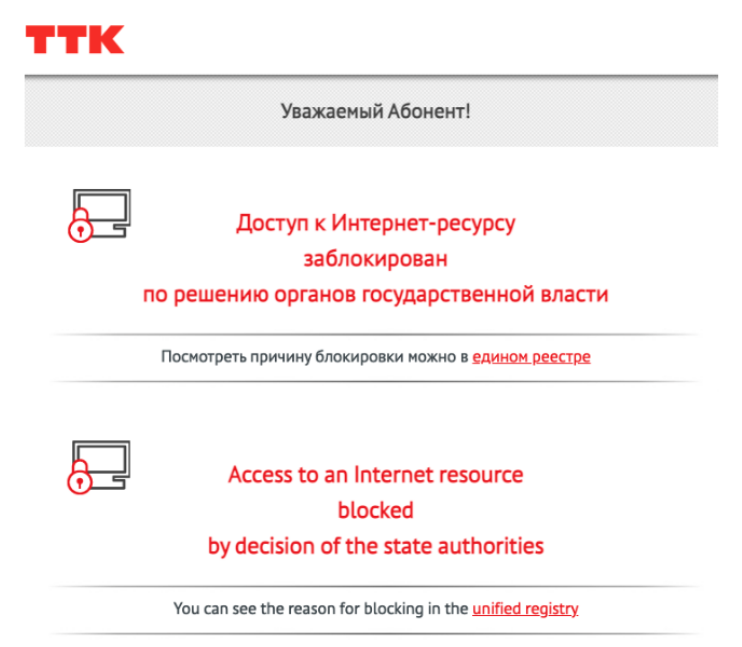 ТТК
Уважаемый Абонент!
Доступ к Интернет-ресурсу
заблокирован
по решению органов государственной власти
Посмотреть причину блокировки можно в едином реестре
Access to an Internet resource
blocked
by decision of the state authorities
You can see the reason for blocking in the unified registry